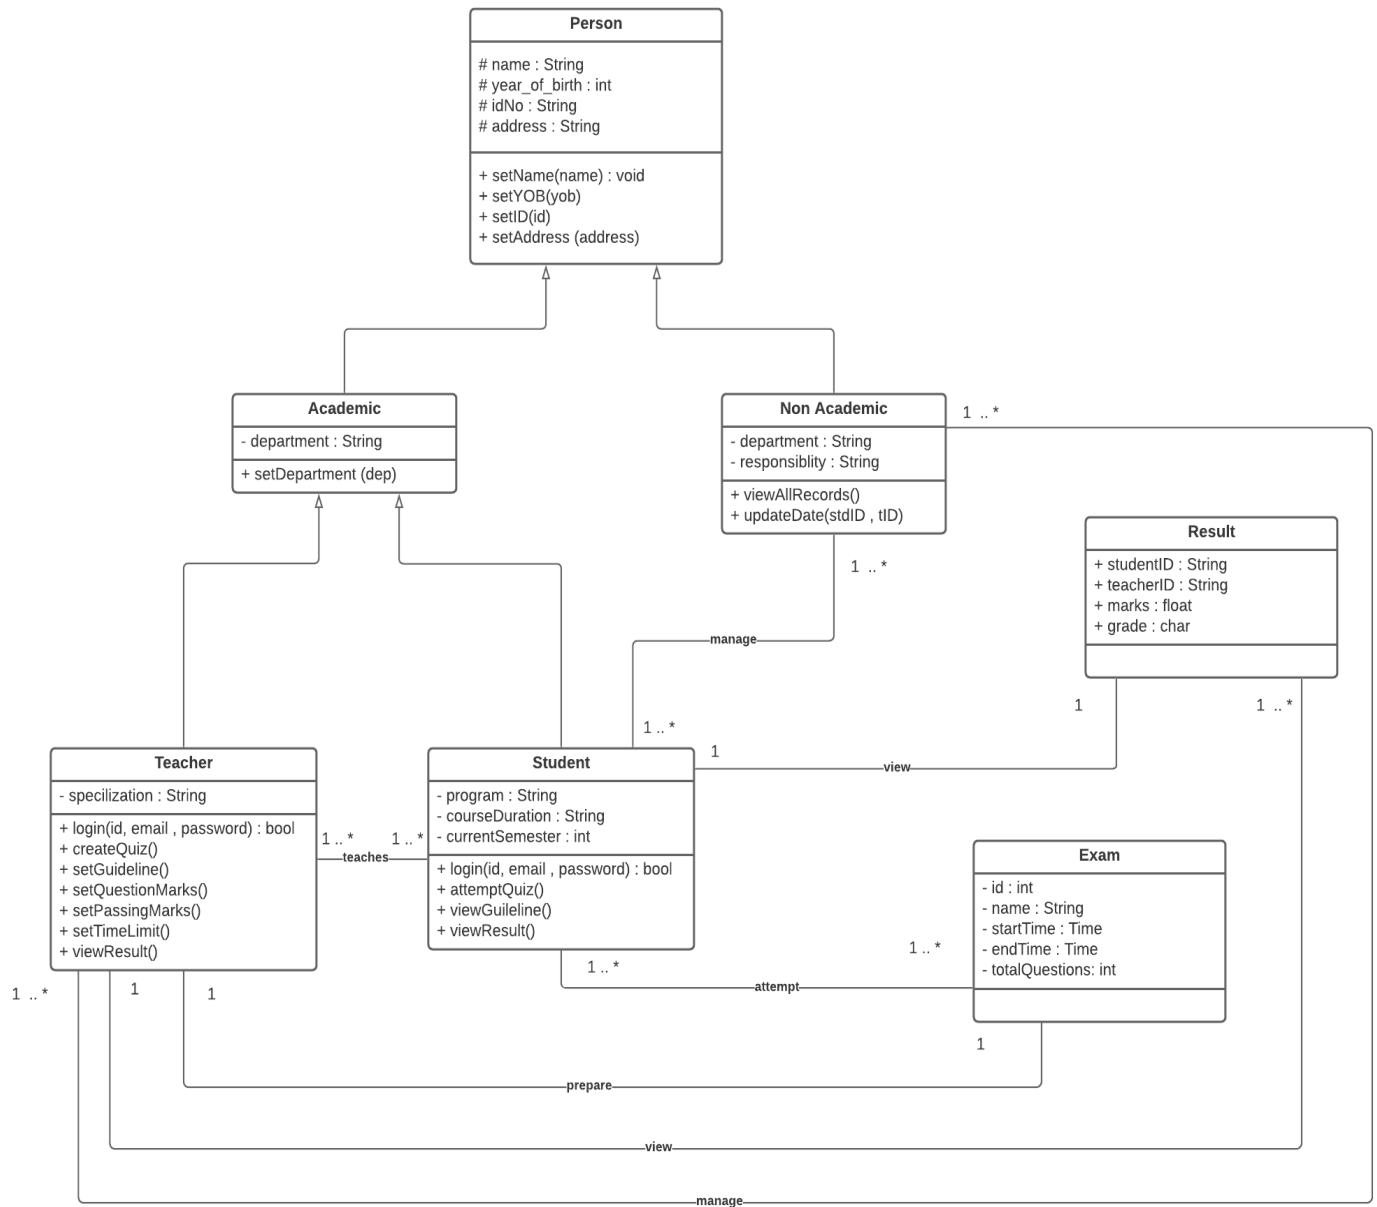 Person
# name : String
# year_of_birth : int
# idNo : String
# address : String
+ setName(name) : void
+ setYOB(yob)
+ setID(id)
+ setAddress (address)
Academic
- department : String
+ setDepartment (dep)
Non Academic
- department : String
- responsiblity : String
+ viewAllRecords()
+ updateDate(stdID , tID)
1 .. *
1 .. *
Result
+ studentID : String
+ teacherID : String
+ marks : float
+ grade : char
manage
1 .. *
1
1
1 .. *
view
Teacher
- specilization : String
+ login(id, email , password) : bool
+ createQuiz()
+ setGuideline()
+ setQuestionMarks()
+ setPassingMarks()
+ setTimeLimit()
+ viewResult()
1 .. *
1 .. *
teaches
Student
- program : String
- courseDuration : String
- currentSemester : int
+ login(id, email , password) : bool
+ attemptQuiz()
+ viewGuileline()
+ viewResult()
Exam
- id : int
- name : String
- startTime : Time
- endTime : Time
- totalQuestions: int
1 .. *
1 .. *
attempt
1 .. *
1
1
1
prepare
view
manage